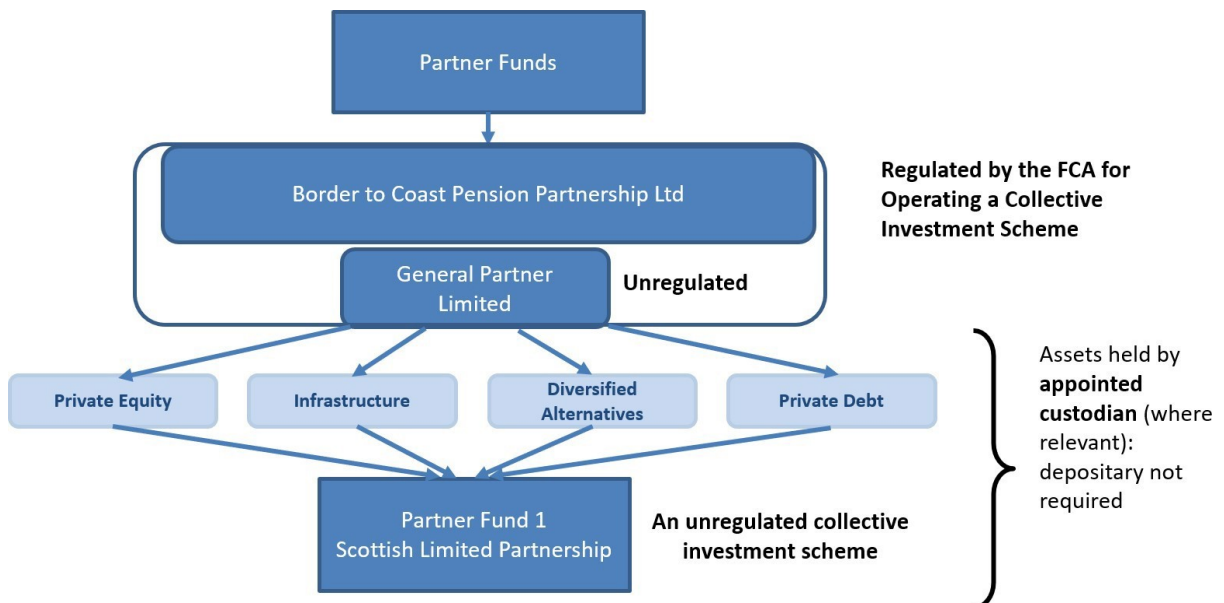 Partner Funds
Border to Coast Pension Partnership Ltd
Regulated by the FCA for
Operating a Collective
Investment Scheme
General Partner
Limited
Unregulated
Private Equity
Infrastructure
Diversified
Alternatives
Private Debt
Assets held by
appointed
custodian (where
relevant):
depositary not
required
Partner Fund 1
Scottish Limited Partnership
An unregulated collective
investment scheme